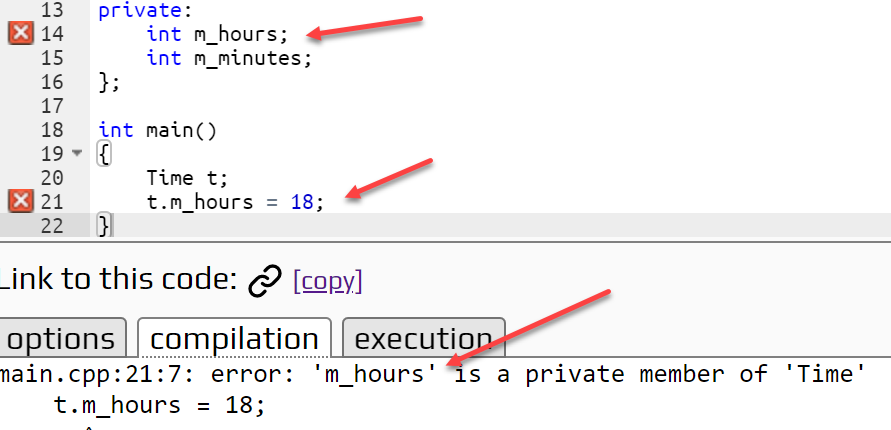 13 private:
14 int m_hours;
15 int m_minutes;
16 };
17
18 int main()
19 {
20 Time t;
21 t.m_hours = 18;
22 }
Link to this code: [copy]
options compilation execution
main.cpp:21:7: error: 'm_hours' is a private member of 'Time'
t.m_hours = 18;
^